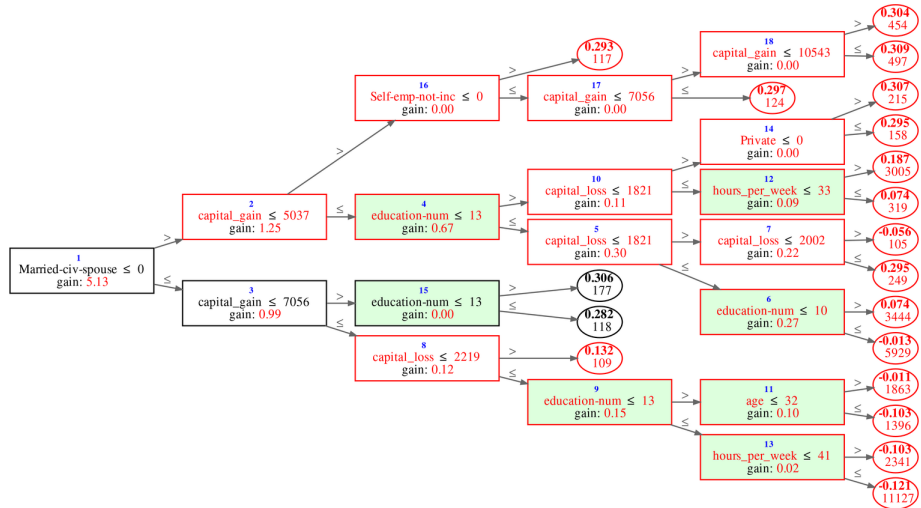 1
Married-civ-spouse ≤ 0
gain: 5.13
>
≤
2
capital_gain ≤ 5037
gain: 1.25
>
≤
3
capital_gain ≤ 7056
gain: 0.99
>
≤
16
Self-emp-not-inc ≤ 0
gain: 0.00
>
≤
4
education-num ≤ 13
gain: 0.67
>
≤
15
education-num ≤ 13
gain: 0.00
>
≤
8
capital_loss ≤ 2219
gain: 0.12
>
≤
0.293
117
17
capital_gain ≤ 7056
gain: 0.00
>
≤
10
capital_loss ≤ 1821
gain: 0.11
>
≤
5
capital_loss ≤ 1821
gain: 0.30
>
≤
0.306
177
0.282
118
0.132
109
9
education-num ≤ 13
gain: 0.15
>
≤
18
capital_gain ≤ 10543
gain: 0.00
>
≤
0.297
124
14
Private ≤ 0
gain: 0.00
>
≤
12
hours_per_week ≤ 33
gain: 0.09
>
≤
7
capital_loss ≤ 2002
gain: 0.22
>
≤
6
education-num ≤ 10
gain: 0.27
>
≤
11
age ≤ 32
gain: 0.10
>
≤
13
hours_per_week ≤ 41
gain: 0.02
>
≤
0.304
454
0.309
497
0.307
215
0.295
158
0.187
3005
0.074
319
-0.056
105
0.295
249
0.074
3444
-0.013
5929
-0.011
1863
-0.103
1396
-0.103
2341
-0.121
11127